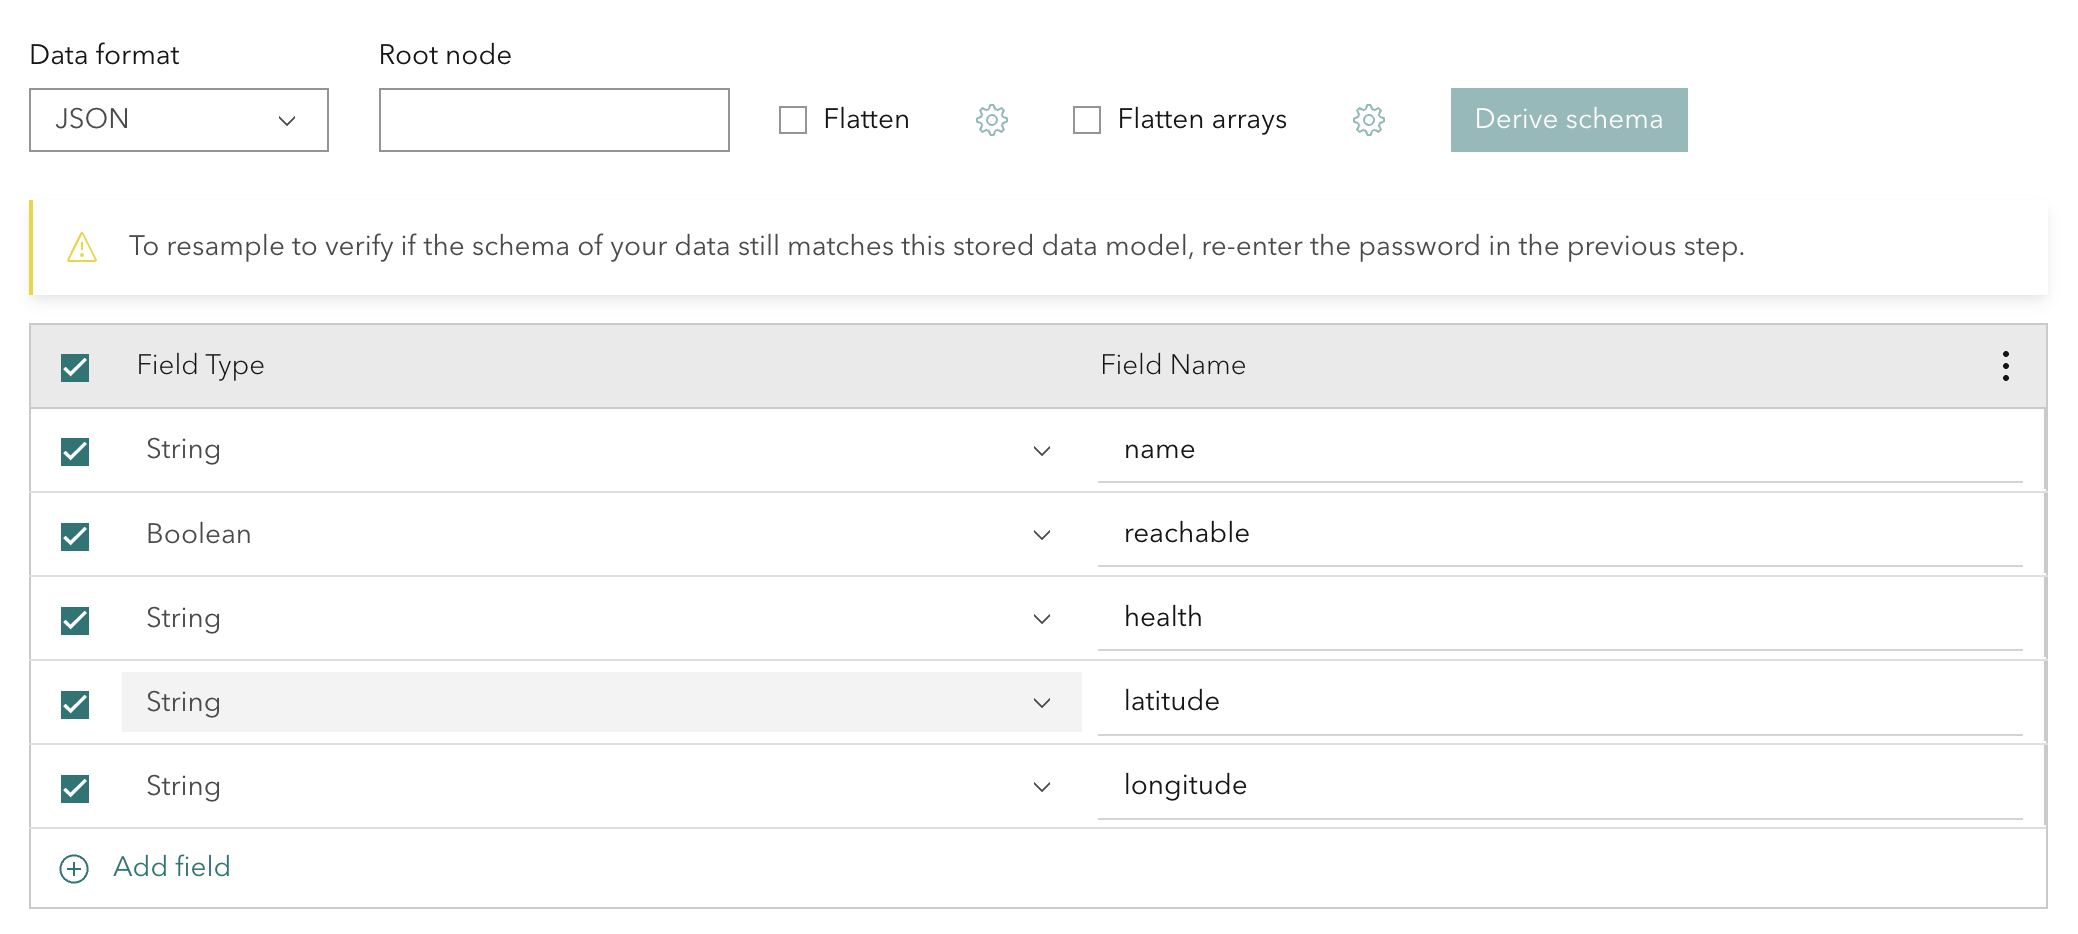 Data format
Root node
JSON
Flatten
Flatten arrays
Derive schema
To resample to verify if the schema of your data still matches this stored data model, re-enter the password in the previous step.
Field Type
Field Name
String
name
Boolean
reachable
String
health
String
latitude
String
longitude
Add field